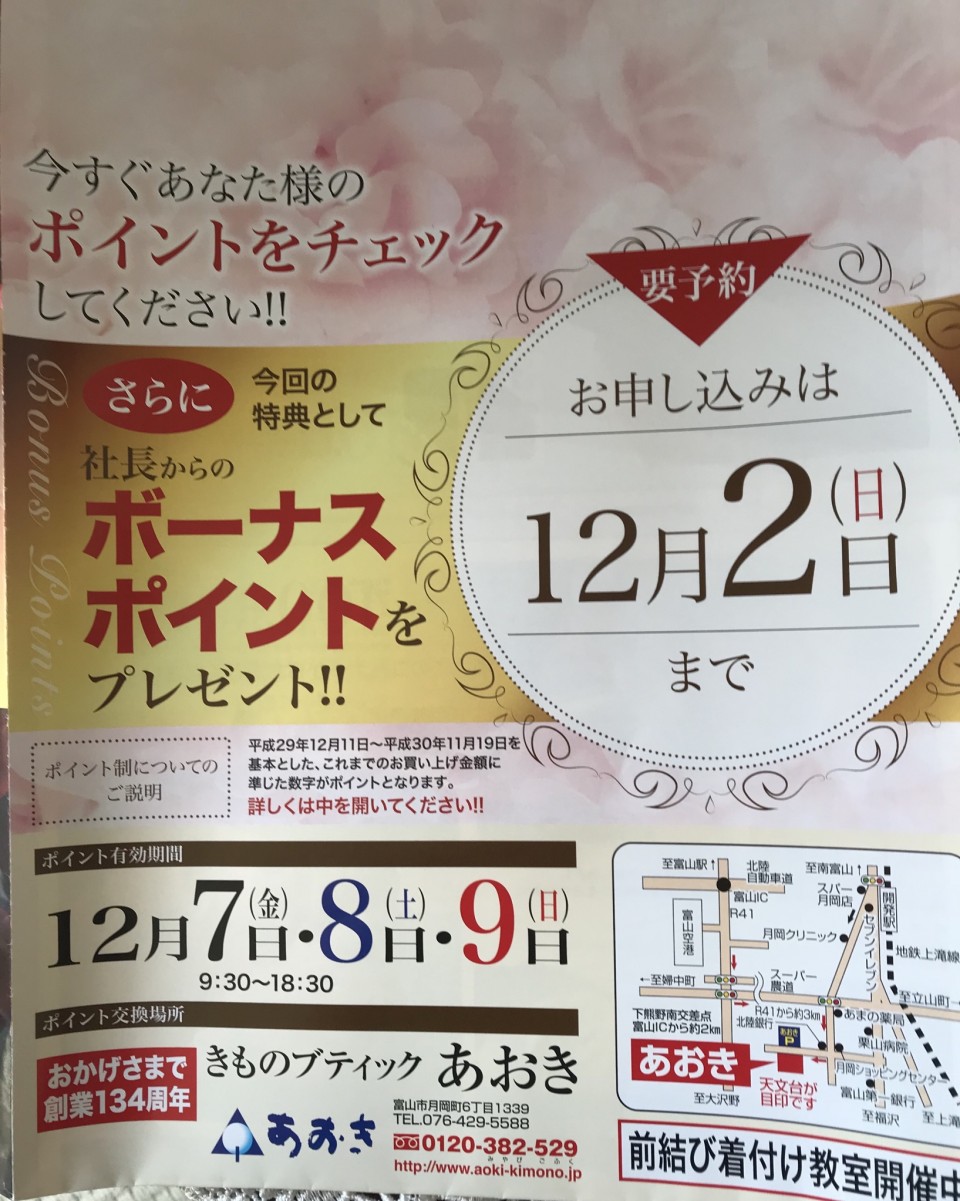 今すぐあなた様の
ポイントをチェック
してください!!
要予約
お申し込みは
12月2日(日)
まで
Bonus Points
さらに
今回の
特典として
社長からの
ボーナス
ポイントを
プレゼント!!
ポイント制についての
ご説明
平成29年12月11日～平成30年11月19日を
基本とした、これまでのお買い上げ金額に
準じた数字がポイントとなります。
詳しくは中を開いてください!!
ポイント有効期間
12月7日(金)・8日(土)・9日(日)
9:30～18:30
ポイント交換場所
おかげさまで
創業134周年
きものブティック あおき
あおき
富山市月岡町6丁目1339
TEL.076-429-5588
0120-382-529
みやびごふく
http://www.aoki-kimono.jp
至富山駅↑
北陸
自動車道
富山IC
R41
富山空港
月岡クリニック
至南富山↑
スパー
月岡店
セブンイレブン
開発駅
地鉄上滝線
←至婦中町
スーパー
農道
至立山町→
下熊野南交差点
富山ICから約2km
R41から約3km
北陸銀行
あおき
P
あまの薬局
栗山病院
あおき
天文台が
目印です
月岡ショッピングセンター
富山第一銀行
至大沢野
至福沢
至上滝
前結び着付け教室開催中